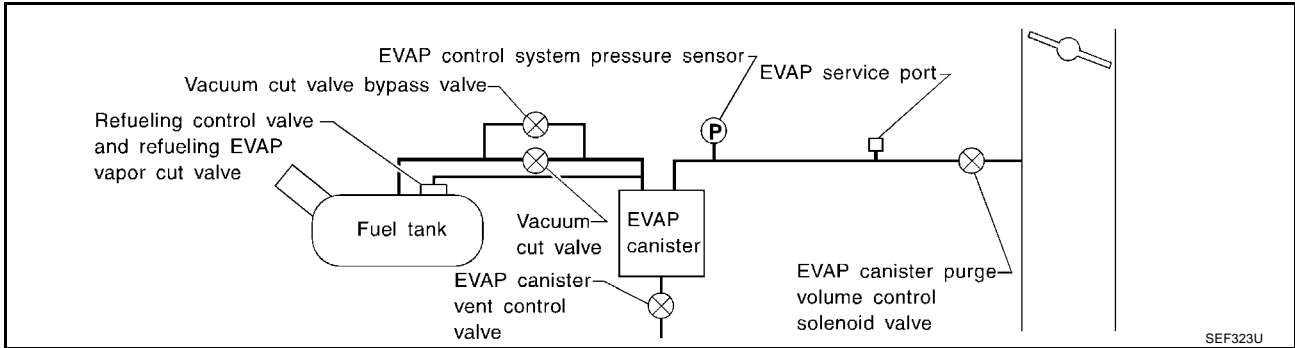 EVAP control system pressure sensor
EVAP service port
Vacuum cut valve bypass valve
Refueling control valve
and refueling EVAP
vapor cut valve
P
Fuel tank
Vacuum
cut valve
EVAP
canister
EVAP canister
vent control
valve
EVAP canister purge
volume control
solenoid valve
SEF323U